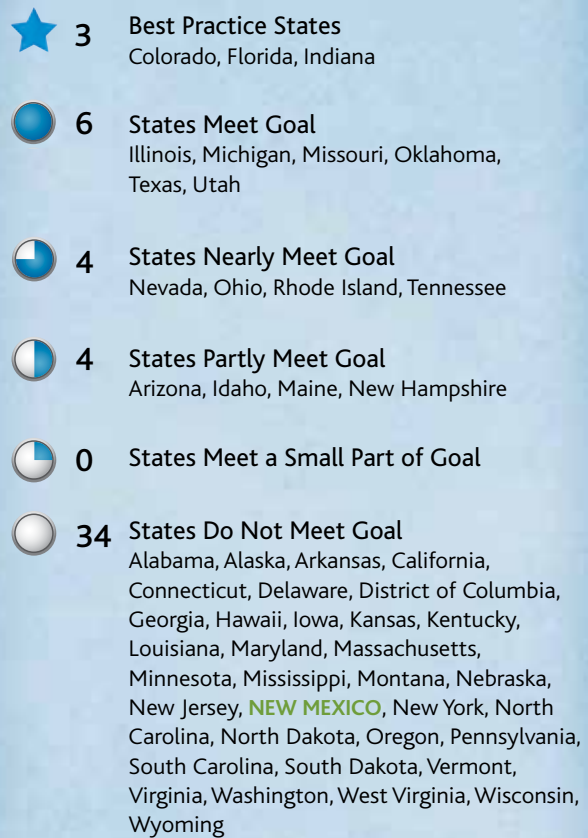 3 Best Practice States
Colorado, Florida, Indiana
6 States Meet Goal
Illinois, Michigan, Missouri, Oklahoma,
Texas, Utah
4 States Nearly Meet Goal
Nevada, Ohio, Rhode Island, Tennessee
4 States Partly Meet Goal
Arizona, Idaho, Maine, New Hampshire
0 States Meet a Small Part of Goal
34 States Do Not Meet Goal
Alabama, Alaska, Arkansas, California,
Connecticut, Delaware, District of Columbia,
Georgia, Hawaii, Iowa, Kansas, Kentucky,
Louisiana, Maryland, Massachusetts,
Minnesota, Mississippi, Montana, Nebraska,
New Jersey, NEW MEXICO, New York, North
Carolina, North Dakota, Oregon, Pennsylvania,
South Carolina, South Dakota, Vermont,
Virginia, Washington, West Virginia, Wisconsin,
Wyoming